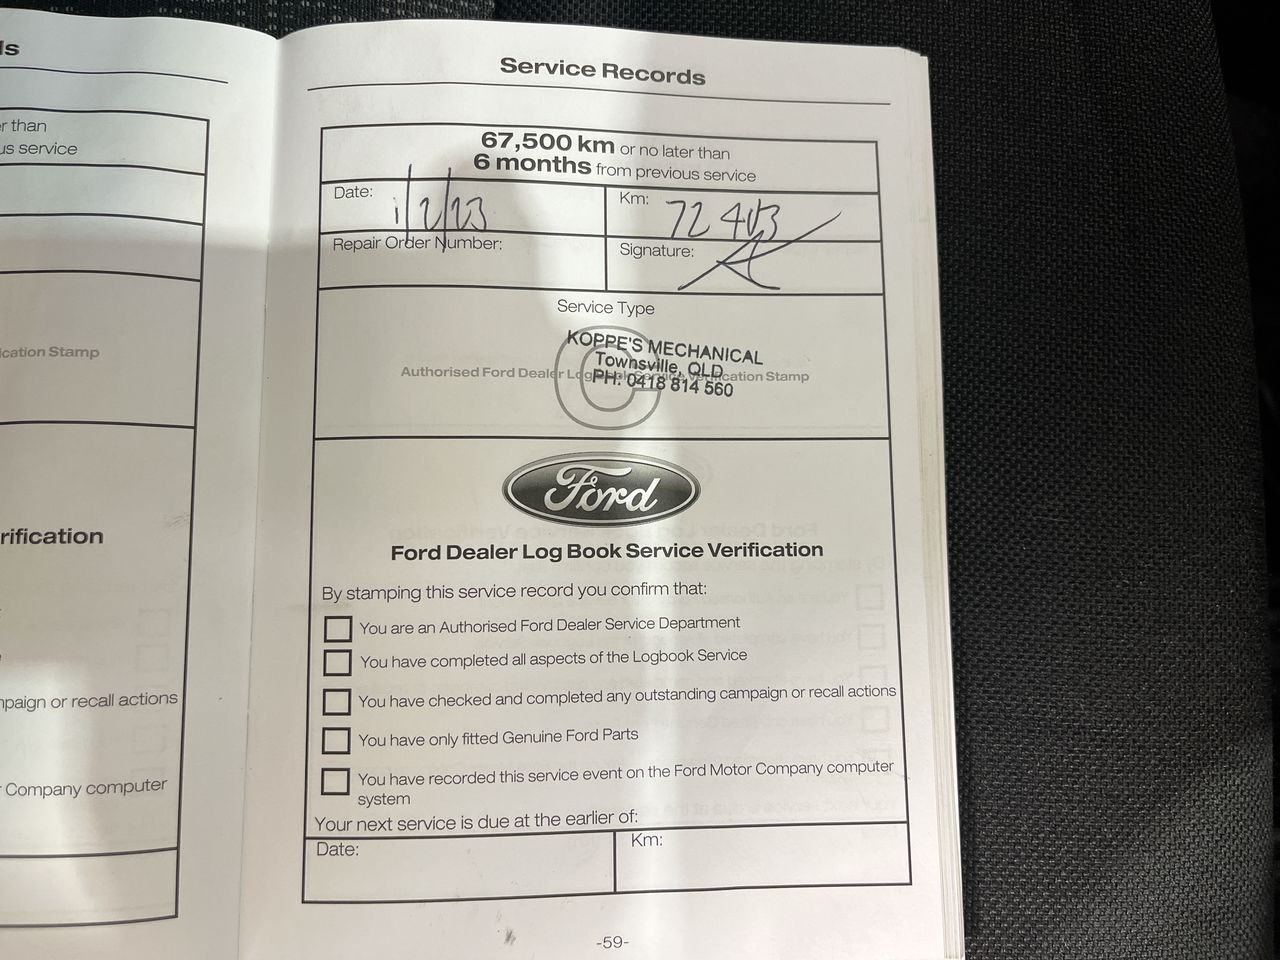 ls
r than
us service
ication Stamp
rification
npaign or recall actions
r Company computer
Service Records
67,500 km or no later than
6 months from previous service
Date: 1/2/23
Km: 72 403
Repair Order Number:
Signature:
Service Type
C
Authorised Ford Dealer Log Book Service Verification Stamp
KOPPE'S MECHANICAL
Townsville, QLD
PH: 0418 814 560
Ford
Ford Dealer Log Book Service Verification
By stamping this service record you confirm that:
You are an Authorised Ford Dealer Service Department
You have completed all aspects of the Logbook Service
You have checked and completed any outstanding campaign or recall actions
You have only fitted Genuine Ford Parts
You have recorded this service event on the Ford Motor Company computer
system
Your next service is due at the earlier of:
Date:
Km:
-59-